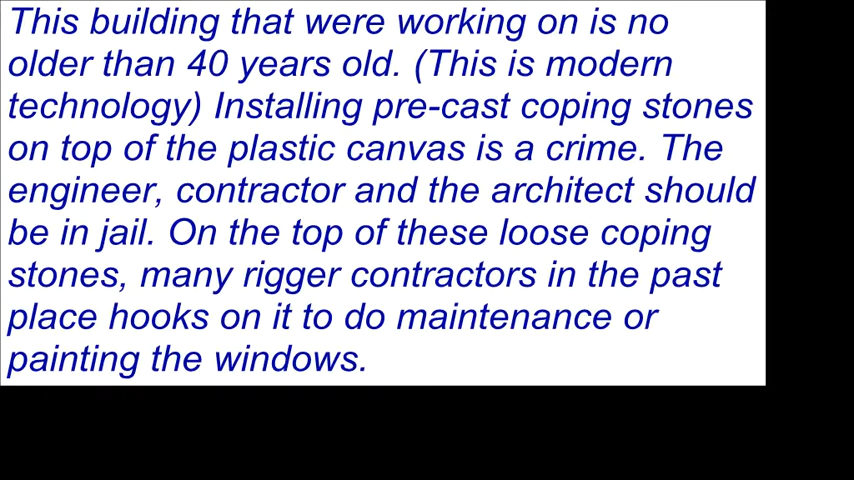 This building that were working on is no
older than 40 years old. (This is modern
technology) Installing pre-cast coping stones
on top of the plastic canvas is a crime. The
engineer, contractor and the architect should
be in jail. On the top of these loose coping
stones, many rigger contractors in the past
place hooks on it to do maintenance or
painting the windows.